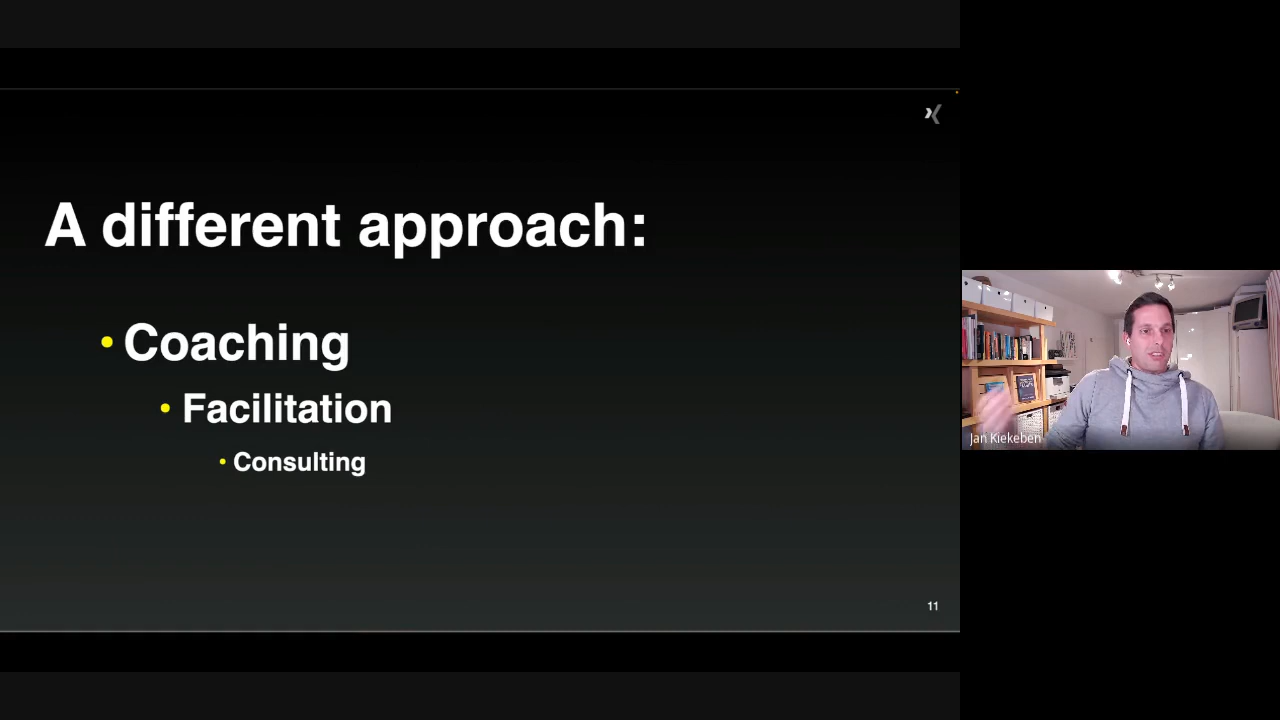 A different approach:
• Coaching
• Facilitation
• Consulting
11
Jan Kiekeben